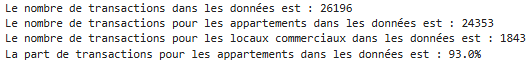 Le nombre de transactions dans les données est : 26196
Le nombre de transactions pour les appartements dans les données est : 24353
Le nombre de transactions pour les locaux commerciaux dans les données est : 1843
La part de transactions pour les appartements dans les données est : 93.0%